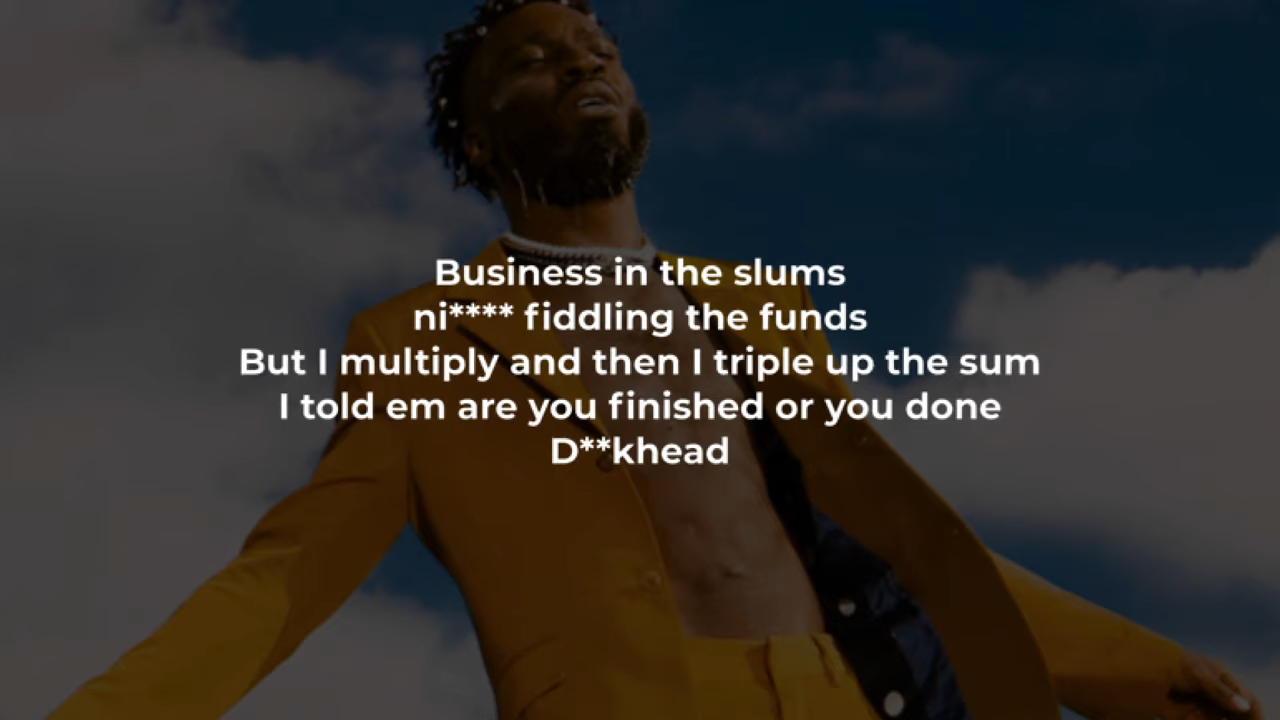 Business in the slums
ni**** fiddling the funds
But I multiply and then I triple up the sum
I told em are you finished or you done
D**khead